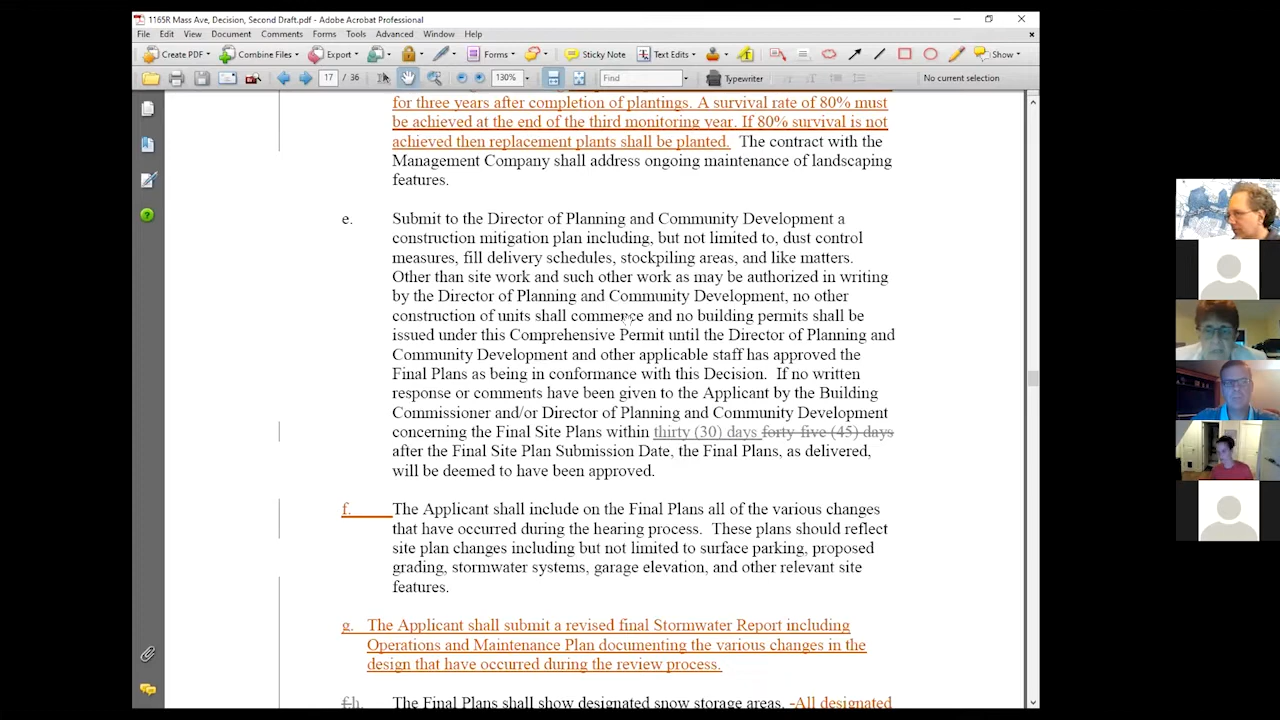 1165R Mass Ave, Decision, Second Draft.pdf - Adobe Acrobat Professional
File Edit View Document Comments Forms Tools Advanced Window Help
Create PDF Combine Files Export Forms Sticky Note Text Edits Show
17 / 36 130% Find Typewriter No current selection
for three years after completion of plantings. A survival rate of 80% must
be achieved at the end of the third monitoring year. If 80% survival is not
achieved then replacement plants shall be planted. The contract with the
Management Company shall address ongoing maintenance of landscaping
features.
e. Submit to the Director of Planning and Community Development a
construction mitigation plan including, but not limited to, dust control
measures, fill delivery schedules, stockpiling areas, and like matters.
Other than site work and such other work as may be authorized in writing
by the Director of Planning and Community Development, no other
construction of units shall commence and no building permits shall be
issued under this Comprehensive Permit until the Director of Planning and
Community Development and other applicable staff has approved the
Final Plans as being in conformance with this Decision. If no written
response or comments have been given to the Applicant by the Building
Commissioner and/or Director of Planning and Community Development
concerning the Final Site Plans within thirty (30) days forty-five (45) days
after the Final Site Plan Submission Date, the Final Plans, as delivered,
will be deemed to have been approved.
f. The Applicant shall include on the Final Plans all of the various changes
that have occurred during the hearing process. These plans should reflect
site plan changes including but not limited to surface parking, proposed
grading, stormwater systems, garage elevation, and other relevant site
features.
g. The Applicant shall submit a revised final Stormwater Report including
Operations and Maintenance Plan documenting the various changes in the
design that have occurred during the review process.
f.h. The Final Plans shall show designated snow storage areas. All designated